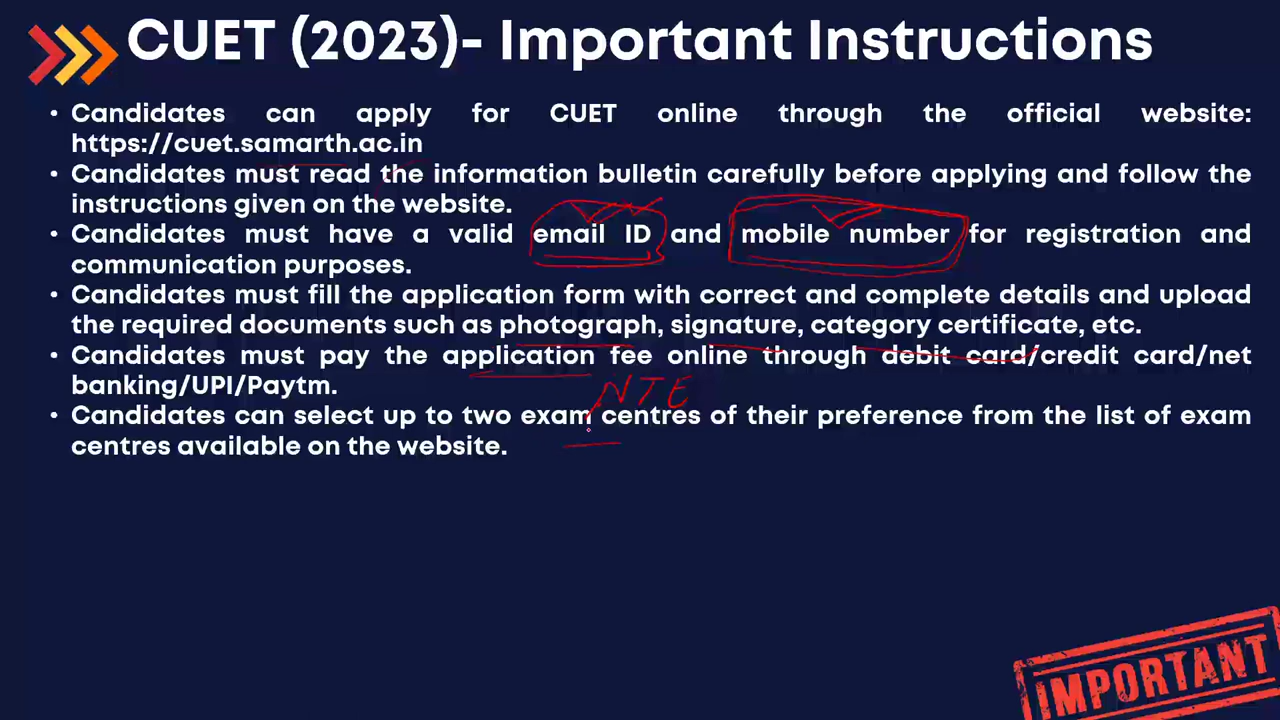 CUET (2023)- Important Instructions
• Candidates can apply for CUET online through the official website:
https://cuet.samarth.ac.in
• Candidates must read the information bulletin carefully before applying and follow the
instructions given on the website.
• Candidates must have a valid email ID and mobile number for registration and
communication purposes.
• Candidates must fill the application form with correct and complete details and upload
the required documents such as photograph, signature, category certificate, etc.
• Candidates must pay the application fee online through debit card/credit card/net
banking/UPI/Paytm.
NTE
• Candidates can select up to two exam centres of their preference from the list of exam
centres available on the website.
IMPORTANT